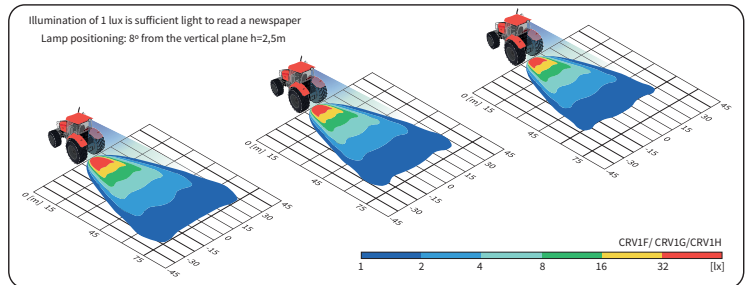 Illumination of 1 lux is sufficient light to read a newspaper
Lamp positioning: 8º from the vertical plane h=2,5m
0 [m] 15 45 75
-45 -30 -15 0 15 30 45
0 [m] 15 45 75
-45 -30 -15 0 15 30 45
0 [m] 15 45 75
-45 -30 -15 0 15 30 45
CRV1F/ CRV1G/CRV1H
1 2 4 8 16 32 [lx]